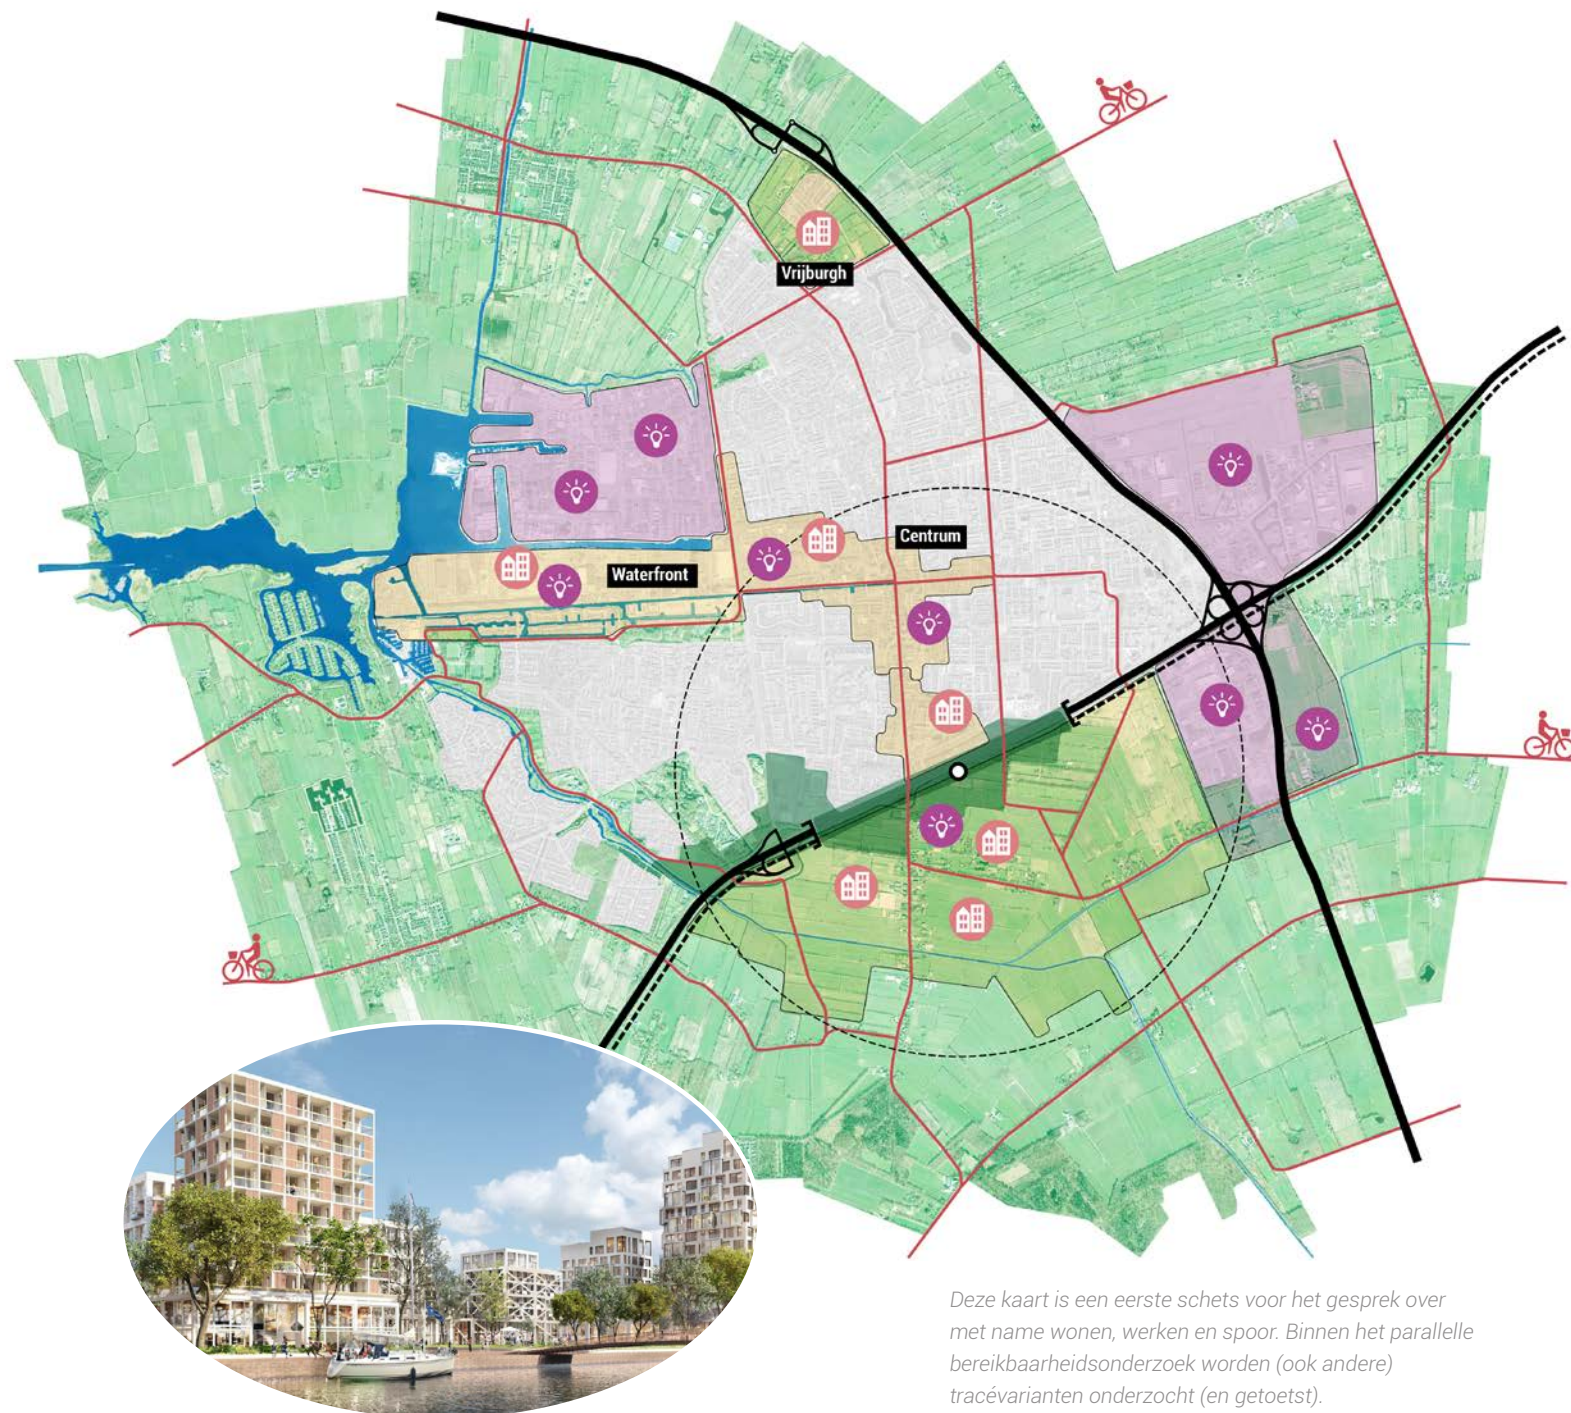 Vrijburgh
Centrum
Waterfront
Deze kaart is een eerste schets voor het gesprek over
met name wonen, werken en spoor. Binnen het parallelle
bereikbaarheidsonderzoek worden (ook andere)
tracévarianten onderzocht (en getoetst).